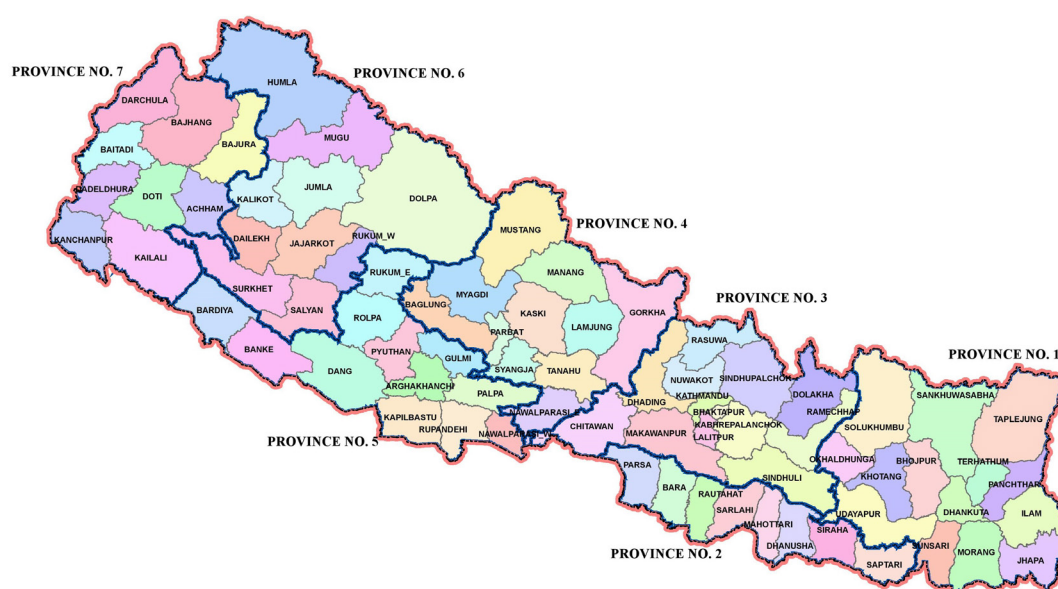 PROVINCE NO. 7
PROVINCE NO. 6
HUMLA
DARCHULA
BAJHANG
MUGU
BAJURA
BAITADI
DADELDHURA
DOTI
ACHHAM
KALIKOT
JUMLA
DOLPA
KANCHANPUR
KAILALI
DAILEKH
JAJARKOT
RUKUM_W
SURKHET
SALYAN
PROVINCE NO. 4
MUSTANG
MANANG
MYAGDI
BAGLUNG
KASKI
LAMJUNG
GORKHA
PARBAT
SYANGJA
TANAHU
NAWALPARASI_E
RUKUM_E
ROLPA
BARDIYA
BANKE
DANG
PYUTHAN
GULMI
ARGHAKHANCHI
PALPA
KAPILBASTU
RUPANDEHI
NAWALPARASI_W
PROVINCE NO. 5
PROVINCE NO. 3
RASUWA
NUWAKOT
SINDHUPALCHOK
DOLAKHA
KATHMANDU
DHADING
BHAKTAPUR
RAMECHHAP
KABHREPALANCHOK
LALITPUR
CHITAWAN
MAKAWANPUR
SINDHULI
PROVINCE NO. 1
SANKHUWASABHA
TAPLEJUNG
SOLUKHUMBU
OKHALDHUNGA
KHOTANG
BHOJPUR
TERHATHUM
PANCHTHAR
DHANKUTA
ILAM
UDAYAPUR
SUNSARI
MORANG
JHAPA
PARSA
BARA
RAUTAHAT
SARLAHI
MAHOTTARI
DHANUSHA
SIRAHA
SAPTARI
PROVINCE NO. 2